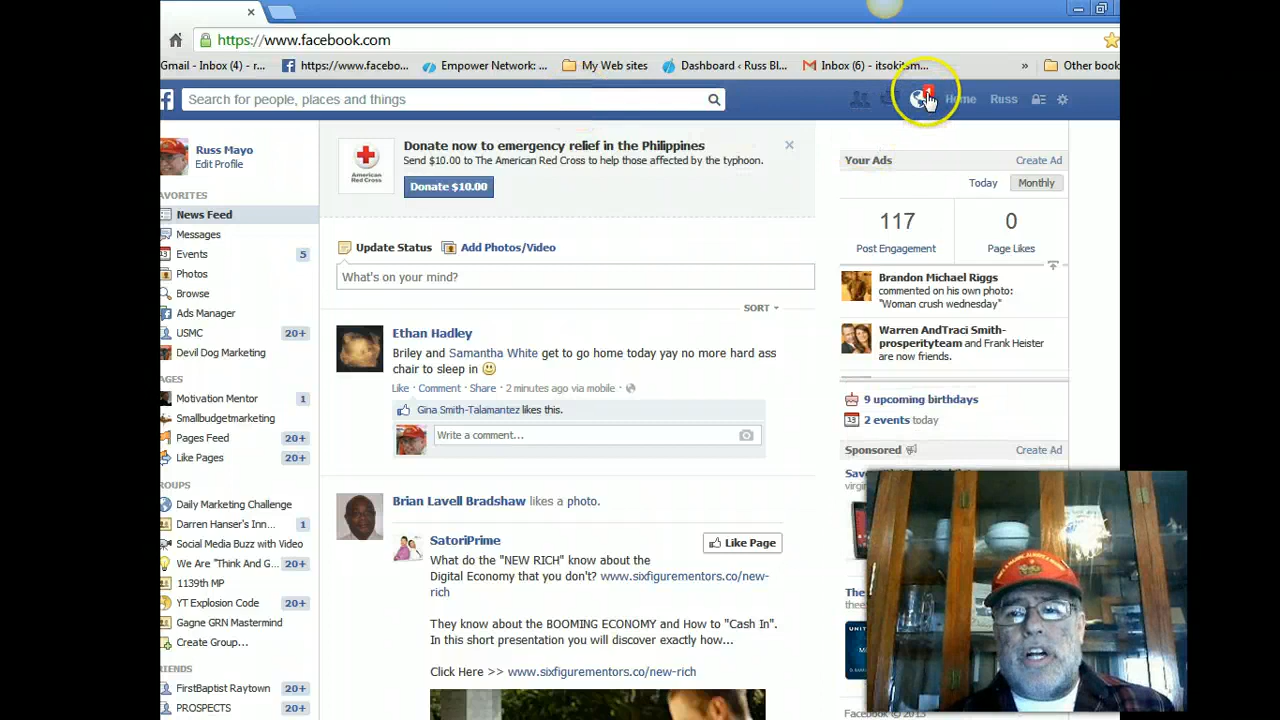 https://www.facebook.com
Gmail - Inbox (4) - r...
https://www.facebo...
Empower Network: ...
My Web sites
Dashboard ‹ Russ Bl...
Inbox (6) - itsokitsm...
»
Other book
Search for people, places and things
Home
Russ
Russ Mayo
Edit Profile
FAVORITES
News Feed
Messages
Events 5
Photos
Browse
Ads Manager
USMC 20+
Devil Dog Marketing
AGES
Motivation Mentor 1
Smallbudgetmarketing
Pages Feed 20+
Like Pages 20+
ROUPS
Daily Marketing Challenge
Darren Hanser's Inn... 1
Social Media Buzz with Video
We Are "Think And G... 20+
1139th MP
YT Explosion Code 20+
Gagne GRN Mastermind
Create Group...
RIENDS
FirstBaptist Raytown 20+
PROSPECTS 20+
American Red Cross
Donate now to emergency relief in the Philippines
Send $10.00 to The American Red Cross to help those affected by the typhoon.
Donate $10.00
Update Status
Add Photos/Video
What's on your mind?
SORT
Ethan Hadley
Briley and Samantha White get to go home today yay no more hard ass
chair to sleep in
Like · Comment · Share · 2 minutes ago via mobile ·
Gina Smith-Talamantez likes this.
Write a comment...
Brian Lavell Bradshaw likes a photo.
SatoriPrime
Like Page
What do the "NEW RICH" know about the
Digital Economy that you don't? www.sixfigurementors.co/new-
rich
They know about the BOOMING ECONOMY and How to "Cash In".
In this short presentation you will discover exactly how...
Click Here >> www.sixfigurementors.co/new-rich
Your Ads
Create Ad
Today
Monthly
117
Post Engagement
0
Page Likes
Brandon Michael Riggs
commented on his own photo:
"Woman crush wednesday"
Warren AndTraci Smith-
prosperityteam and Frank Heister
are now friends.
9 upcoming birthdays
2 events today
Sponsored
Create Ad
Facebook © 2013